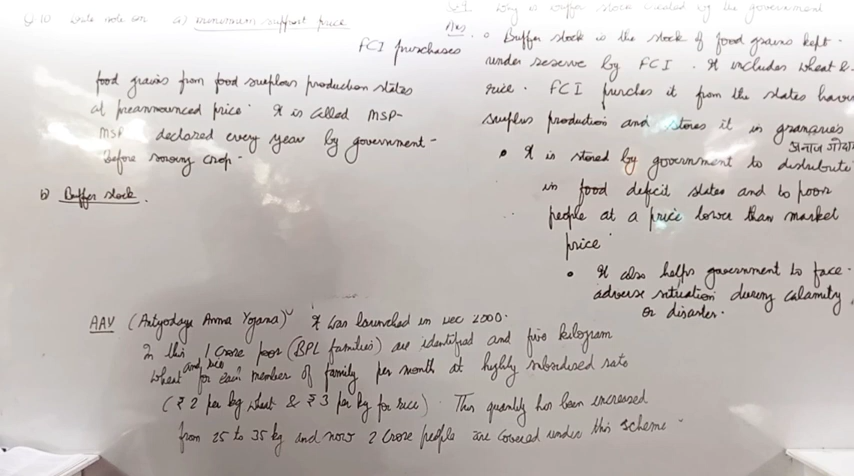 Q 10. Write note on a) minimum support price
FCI purchases
food grains from food surplus production states
at preannounced price. It is called MSP-
MSP declared every year by government-
before sowing crop-
b) Buffer stock.
Why is buffer stock created by the government
Ans. Buffer stock is the stock of food grains kept-
under reserve by FCI. It includes wheat &
rice. FCI purches it from the states having
surplus production and stores it in granaries
अनाज गोदाम
It is stored by government to distribute
in food deficit states and to poor
people at a price lower than market
price
It also helps government to face-
adverse situation during calamity
or disaster.
AAY (Antyodaya Anna Yojana) It was launched in Dec 2000.
In this 1 crore poor (BPL families) are identified and five kilogram
and rice
wheat for each member of family per month at highly subsidised rate
(₹ 2 per kg wheat & ₹ 3 per kg for rice). This quantity has been increased
from 25 to 35 kg and now 2 crore people are covered under this scheme-